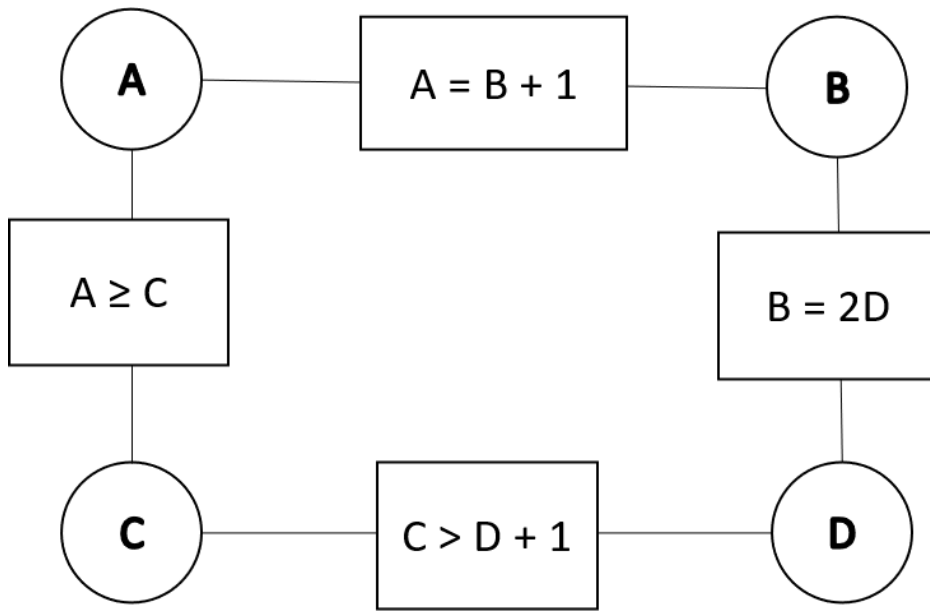 A
A = B + 1
B
A ≥ C
B = 2D
C
C > D + 1
D